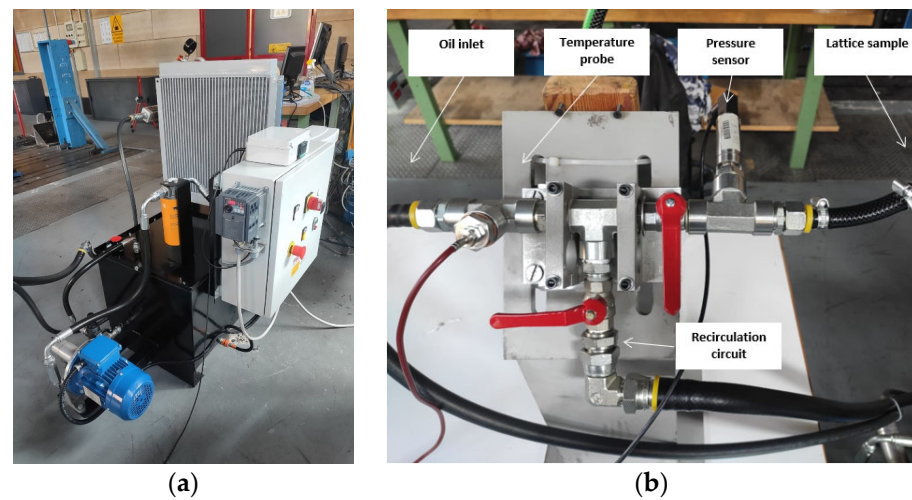 Oil inlet
Temperature
probe
Pressure
sensor
Lattice sample
Recirculation
circuit
(a)
(b)